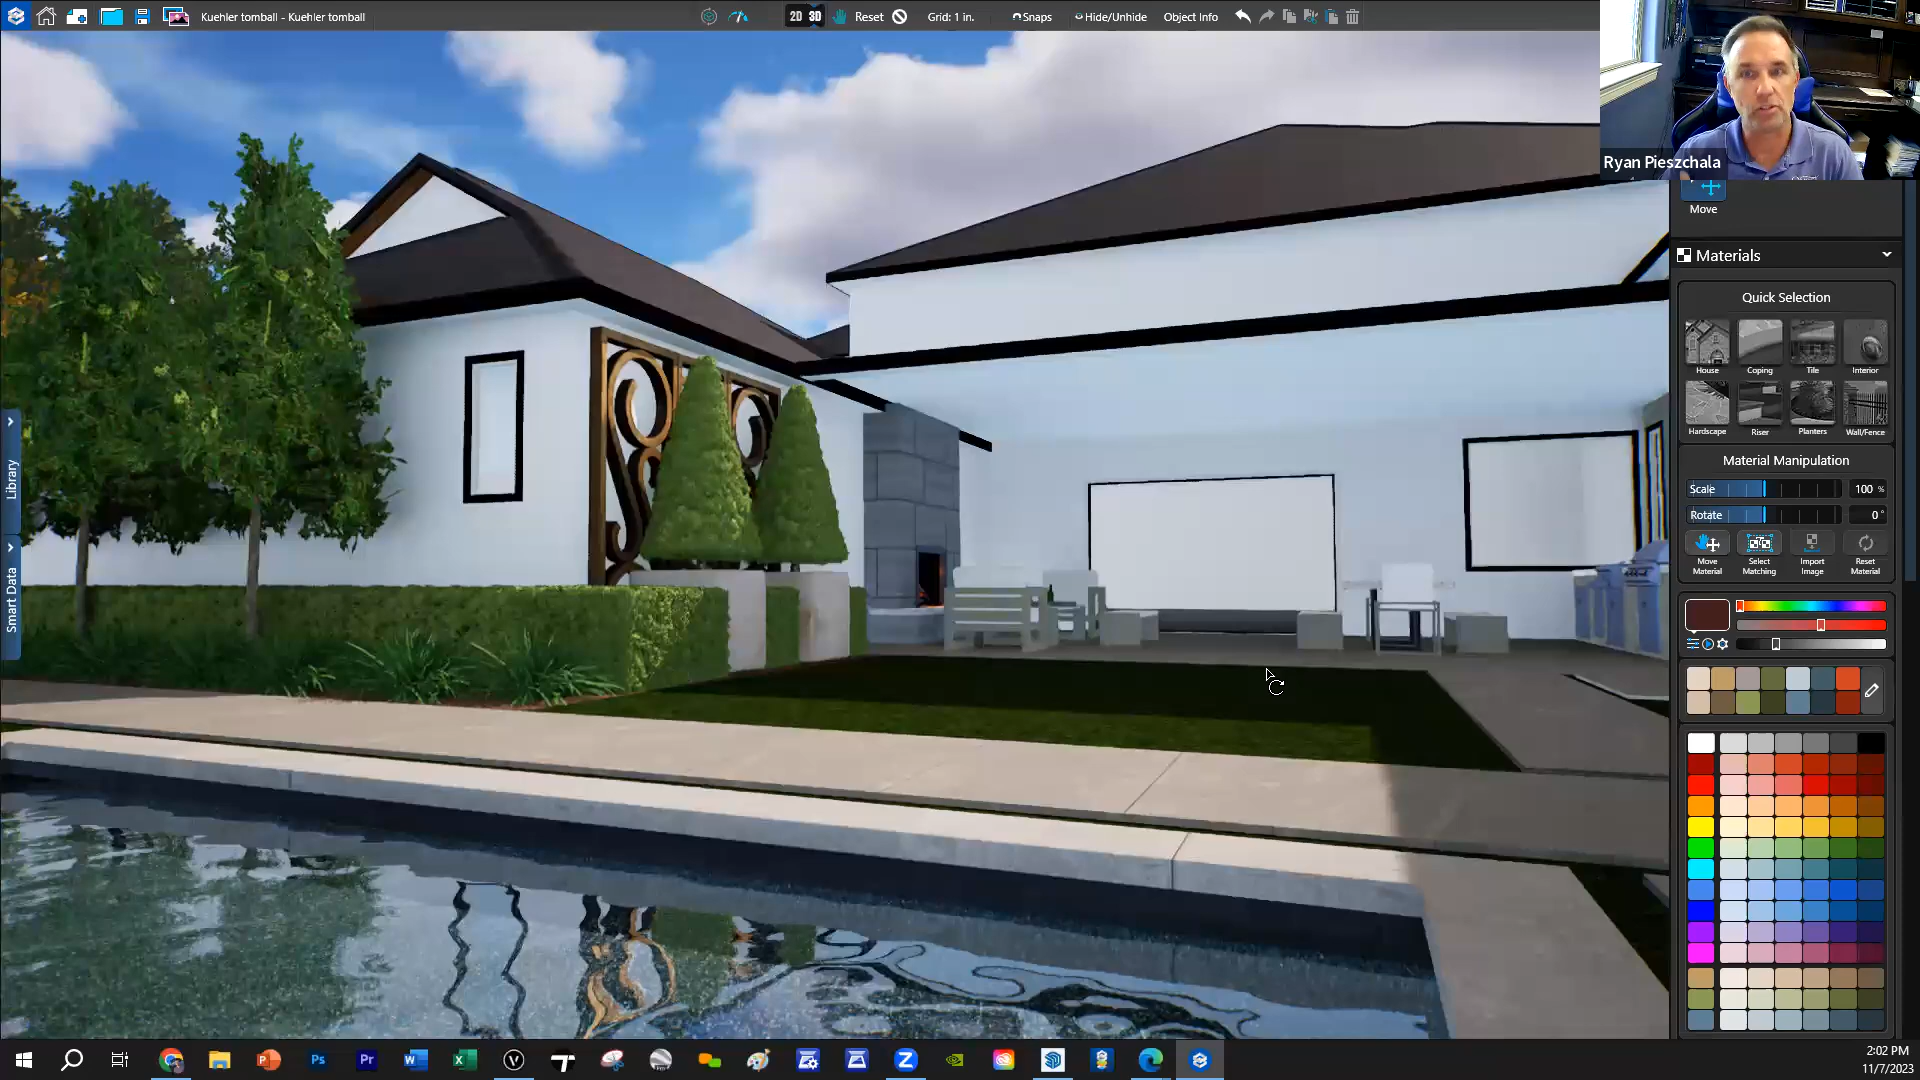 Kuehler tomball - Kuehler tomball
2D 3D
Reset
Grid: 1 in.
Snaps
Hide/Unhide
Object Info
Ryan Pieszchala
Move
Materials
Quick Selection
House Coping Tile Interior
Hardscape Riser Planters Wall/Fence
Material Manipulation
Scale 100 %
Rotate 0°
Move Material
Select Matching
Import Image
Reset Material
Library
Smart Data
Ps
Pr
2:02 PM
11/7/2023